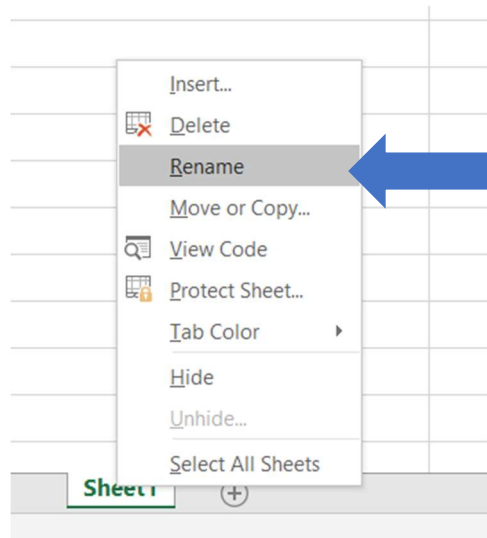 Insert...
Delete
Rename
Move or Copy...
View Code
Protect Sheet...
Tab Color
Hide
Unhide...
Select All Sheets
Sheet1